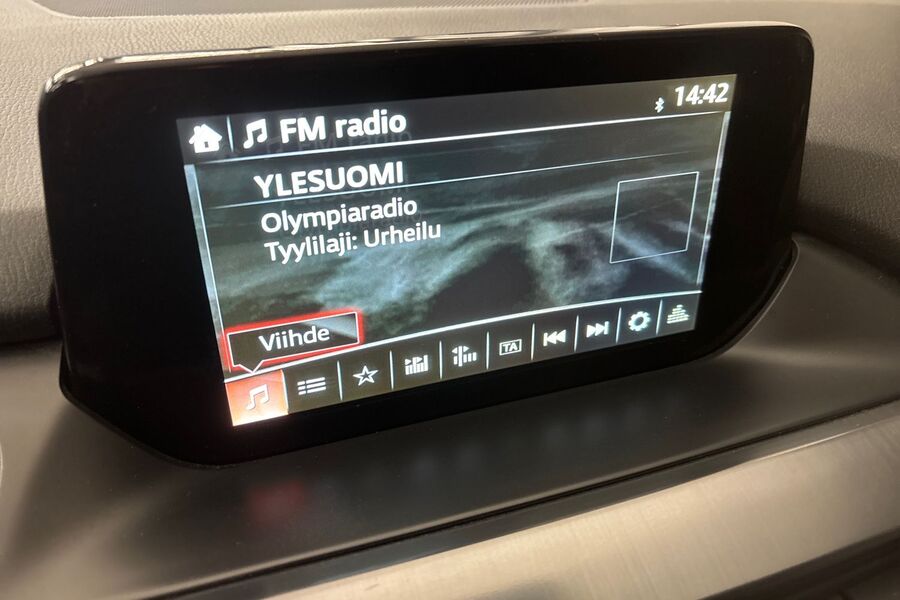 FM radio
14:42
YLESUOMI
Olympiaradio
Tyylilaji: Urheilu
Viihde
TA